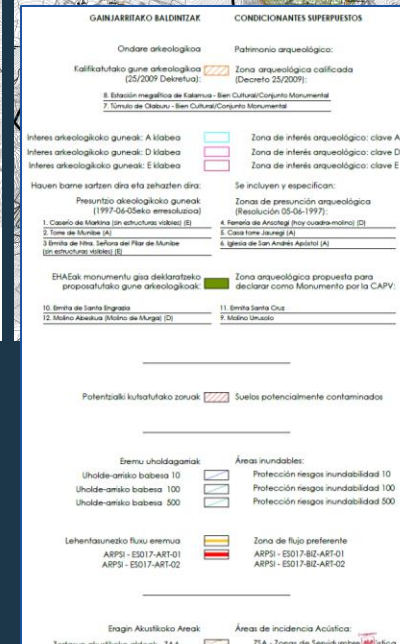 GAINJARRITAKO BALDINTZAK CONDICIONANTES SUPERPUESTOS
Ondare arkeologikoa Patrimonio arqueológico:
Kalifikatutako gune arkeologikoa Zona arqueológica calificada
(25/2009 Dekretua): (Decreto 25/2009):
8. Estación megalítica de Kalamua - Bien Cultural/Conjunto Monumental
7. Túmulo de Olaburu - Bien Cultural/Conjunto Monumental
Interes arkeologikoko guneak: A klabea Zona de interés arqueológico: clave A
Interes arkeologikoko guneak: D klabea Zona de interés arqueológico: clave D
Interes arkeologikoko guneak: E klabea Zona de interés arqueológico: clave E
Hauen barne sartzen dira eta zehazten dira: Se incluyen y especifican:
Presuntzio akeologikoko guneak Zonas de presunción arqueológica
(1997-06-05eko erresoluzioa) (Resolución 05-06-1997):
1. Caserío de Markina (sin estructuras visibles) (E) 4. Ferrería de Ansotegi (hoy cuadra-molino) (D)
2. Torre de Munibe (A) 5. Casa torre Jauregi (A)
3 Ermita de Ntra. Señora del Pilar de Munibe 6. Iglesia de San Andrés Apóstol (A)
(sin estructuras visibles) (E)
EHAEak monumentu gisa deklaratzeko Zona arqueológica propuesta para
proposatutako gune arkeologikoak: declarar como Monumento por la CAPV:
10. Ermita de Santa Engrazia 11. Ermita Santa Cruz
12. Molino Abeskua (Molino de Murga) (D) 9. Molino Urrusolo
Potentzialki kutsatutako zoruak Suelos potencialmente contaminados
Eremu uholdagarriak Áreas inundables:
Uholde-arrisko babesa 10 Protección riesgos inundabilidad 10
Uholde-arrisko babesa 100 Protección riesgos inundabilidad 100
Uholde-arrisko babesa 500 Protección riesgos inundabilidad 500
Lehentasunezko fluxu eremua Zona de flujo preferente
ARPSI - ES017-ART-01 ARPSI - ES017-BIZ-ART-01
ARPSI - ES017-ART-02 ARPSI - ES017-BIZ-ART-02
Eragin Akustikoko Areak Áreas de incidencia Acústica:
ZSA - Zonas de Servidumbre